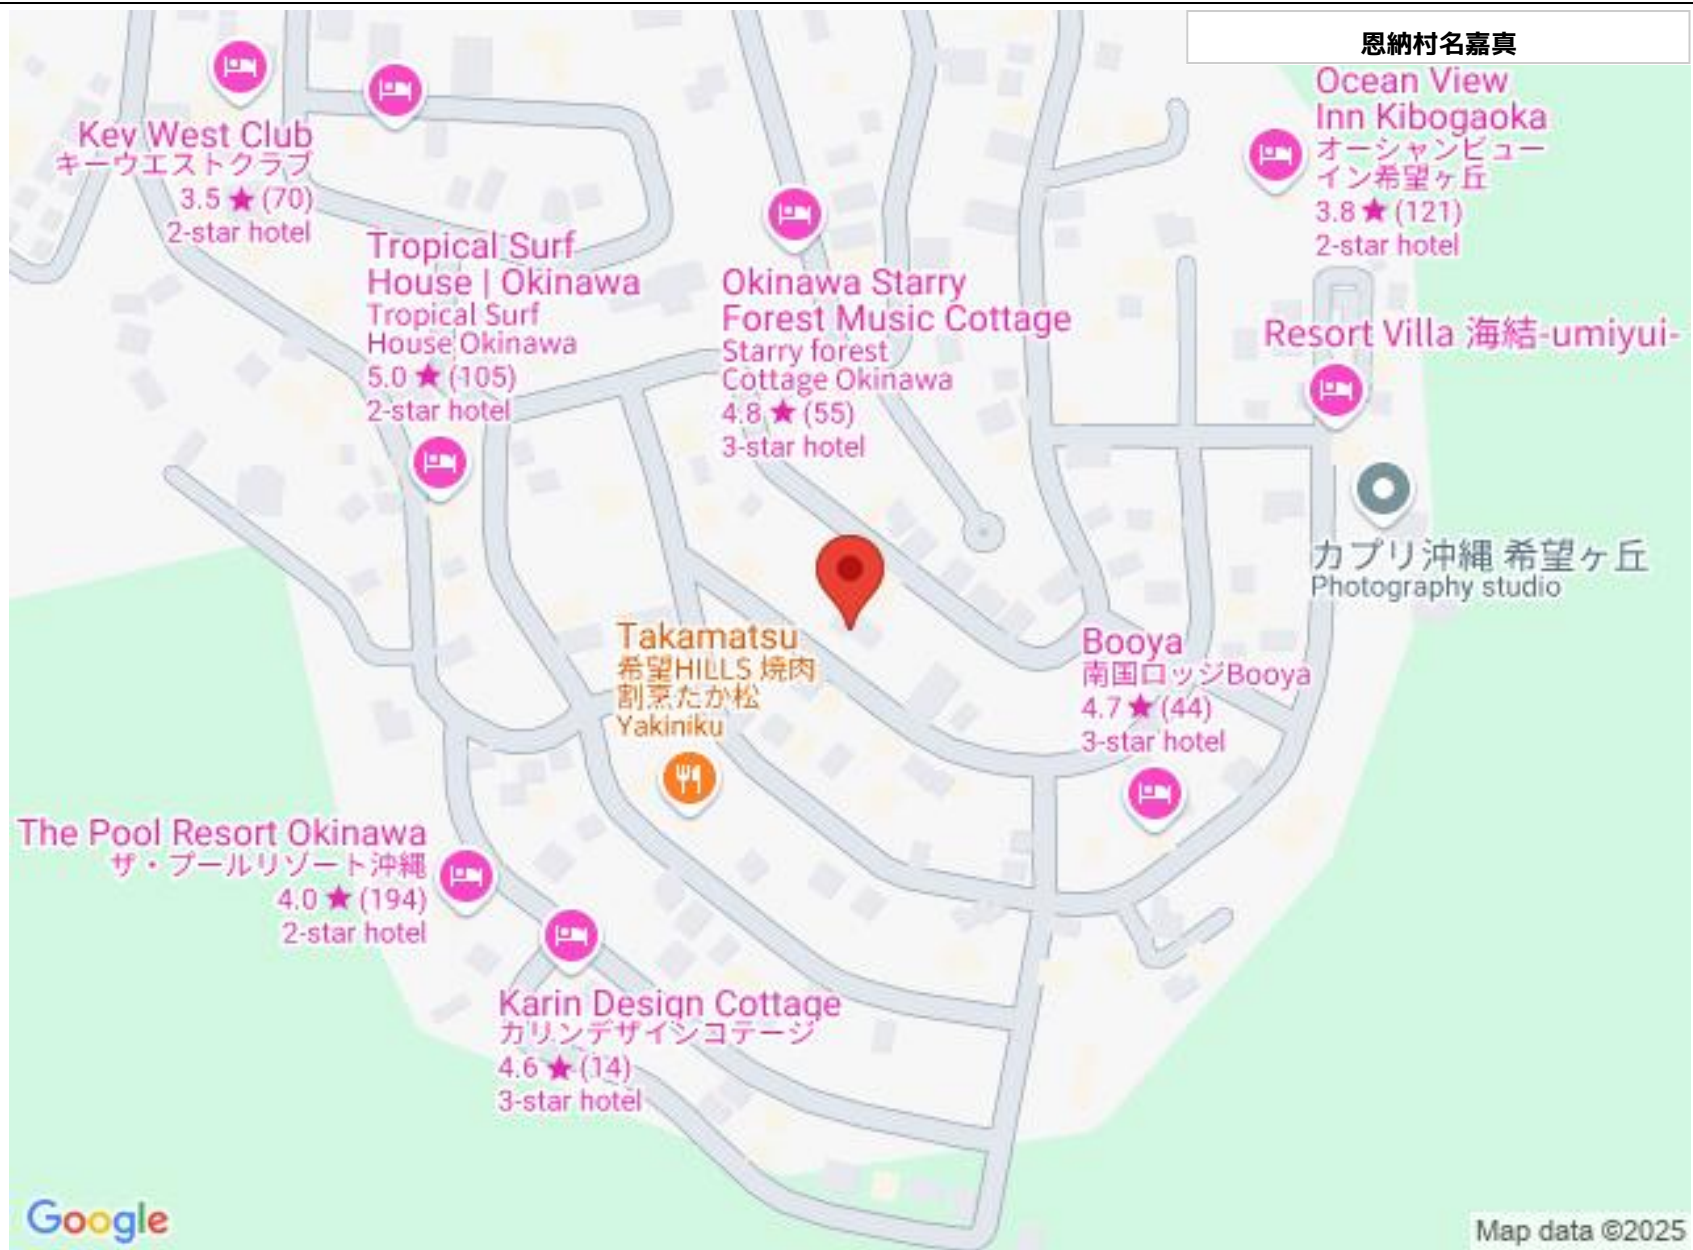 恩納村名嘉真
Key West Club
キーウエストクラブ
3.5 ★ (70)
2-star hotel
Ocean View
Inn Kibogaoka
オーシャンビュー
イン希望ヶ丘
3.8 ★ (121)
2-star hotel
Tropical Surf
House | Okinawa
Tropical Surf
House Okinawa
5.0 ★ (105)
2-star hotel
Okinawa Starry
Forest Music Cottage
Starry forest
Cottage Okinawa
4.8 ★ (55)
3-star hotel
Resort Villa 海結-umiyui-
カプリ沖縄 希望ヶ丘
Photography studio
Takamatsu
希望HILLS 焼肉
割烹たか松
Yakiniku
Booya
南国ロッジBooya
4.7 ★ (44)
3-star hotel
The Pool Resort Okinawa
ザ・プールリゾート沖縄
4.0 ★ (194)
2-star hotel
Karin Design Cottage
カリンデザインコテージ
4.6 ★ (14)
3-star hotel
Google
Map data ©2025